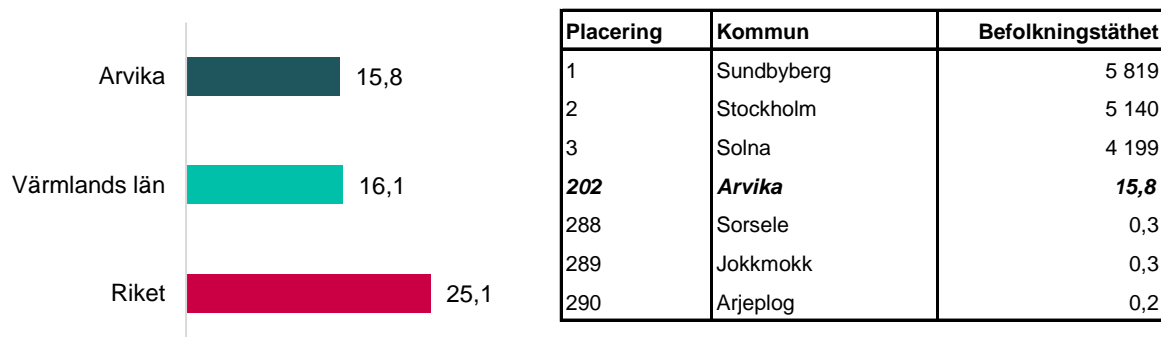 Arvika 15,8
Värmlands län 16,1
Riket 25,1
Placering Kommun Befolkningstäthet
1 Sundbyberg 5 819
2 Stockholm 5 140
3 Solna 4 199
202 Arvika 15,8
288 Sorsele 0,3
289 Jokkmokk 0,3
290 Arjeplog 0,2